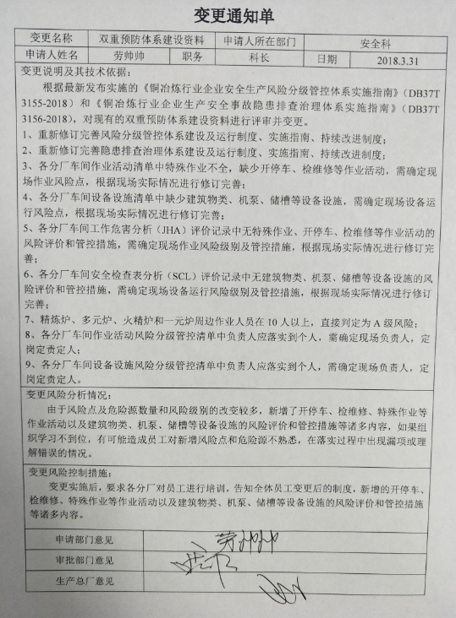 变更通知单
变更名称 双重预防体系建设资料 申请人所在部门 安全科
申请人姓名 劳帅帅 职务 科长 日期 2018.3.31
变更说明及其技术依据：
根据最新发布实施的《铜冶炼行业企业安全生产风险分级管控体系实施指南》（DB37T
3155-2018）和《铜冶炼行业企业生产安全事故隐患排查治理体系实施指南》（DB37T
3156-2018），对现有的双重预防体系建设资料进行评审并变更。
1、重新修订完善风险分级管控体系建设及运行制度、实施指南、持续改进制度；
2、重新修订完善隐患排查治理体系建设及运行制度、实施指南、持续改进制度；
3、各分厂车间作业活动清单中特殊作业不全，缺少开停车、检维修等作业活动，需确定现
场作业风险点，根据现场实际情况进行修订完善；
4、各分厂车间设备设施清单中缺少建筑物类、机泵、储槽等设备设施，需确定现场设备运
行风险点，根据现场实际情况进行修订完善；
5、各分厂车间工作危害分析（JHA）评价记录中无特殊作业、开停车、检维修等作业活动的
风险评价和管控措施，需确定现场作业风险级别及管控措施，根据现场实际情况进行修订完
善；
6、各分厂车间安全检查表分析（SCL）评价记录中无建筑物类、机泵、储槽等设备设施的风
险评价和管控措施，需确定现场设备运行风险级别及管控措施，根据现场实际情况进行修订
完善；
7、精炼炉、多元炉、火精炉和一元炉周边作业人员在 10 人以上，直接判定为 A 级风险；
8、各分厂车间作业活动风险分级管控清单中负责人应落实到个人，需确定现场负责人，定
岗定责定人；
9、各分厂车间设备设施风险分级管控清单中负责人应落实到个人，需确定现场负责人，定
岗定责定人。
变更风险分析情况：
由于风险点及危险源数量和风险级别的改变较多，新增了开停车、检维修、特殊作业等
作业活动以及建筑物类、机泵、储槽等设备设施的风险评价和管控措施等诸多内容，如果组
织学习不到位，有可能造成员工对新增风险点和危险源不熟悉，在落实过程中出现漏项或理
解错误的情况。
变更风险控制措施：
变更实施后，要求各分厂对员工进行培训，告知全体员工变更后的制度，新增的开停车、
检维修、特殊作业等作业活动以及建筑物类、机泵、储槽等设备设施的风险评价和管控措施
等诸多内容。
申请部门意见 劳帅帅
审批部门意见
生产总厂意见